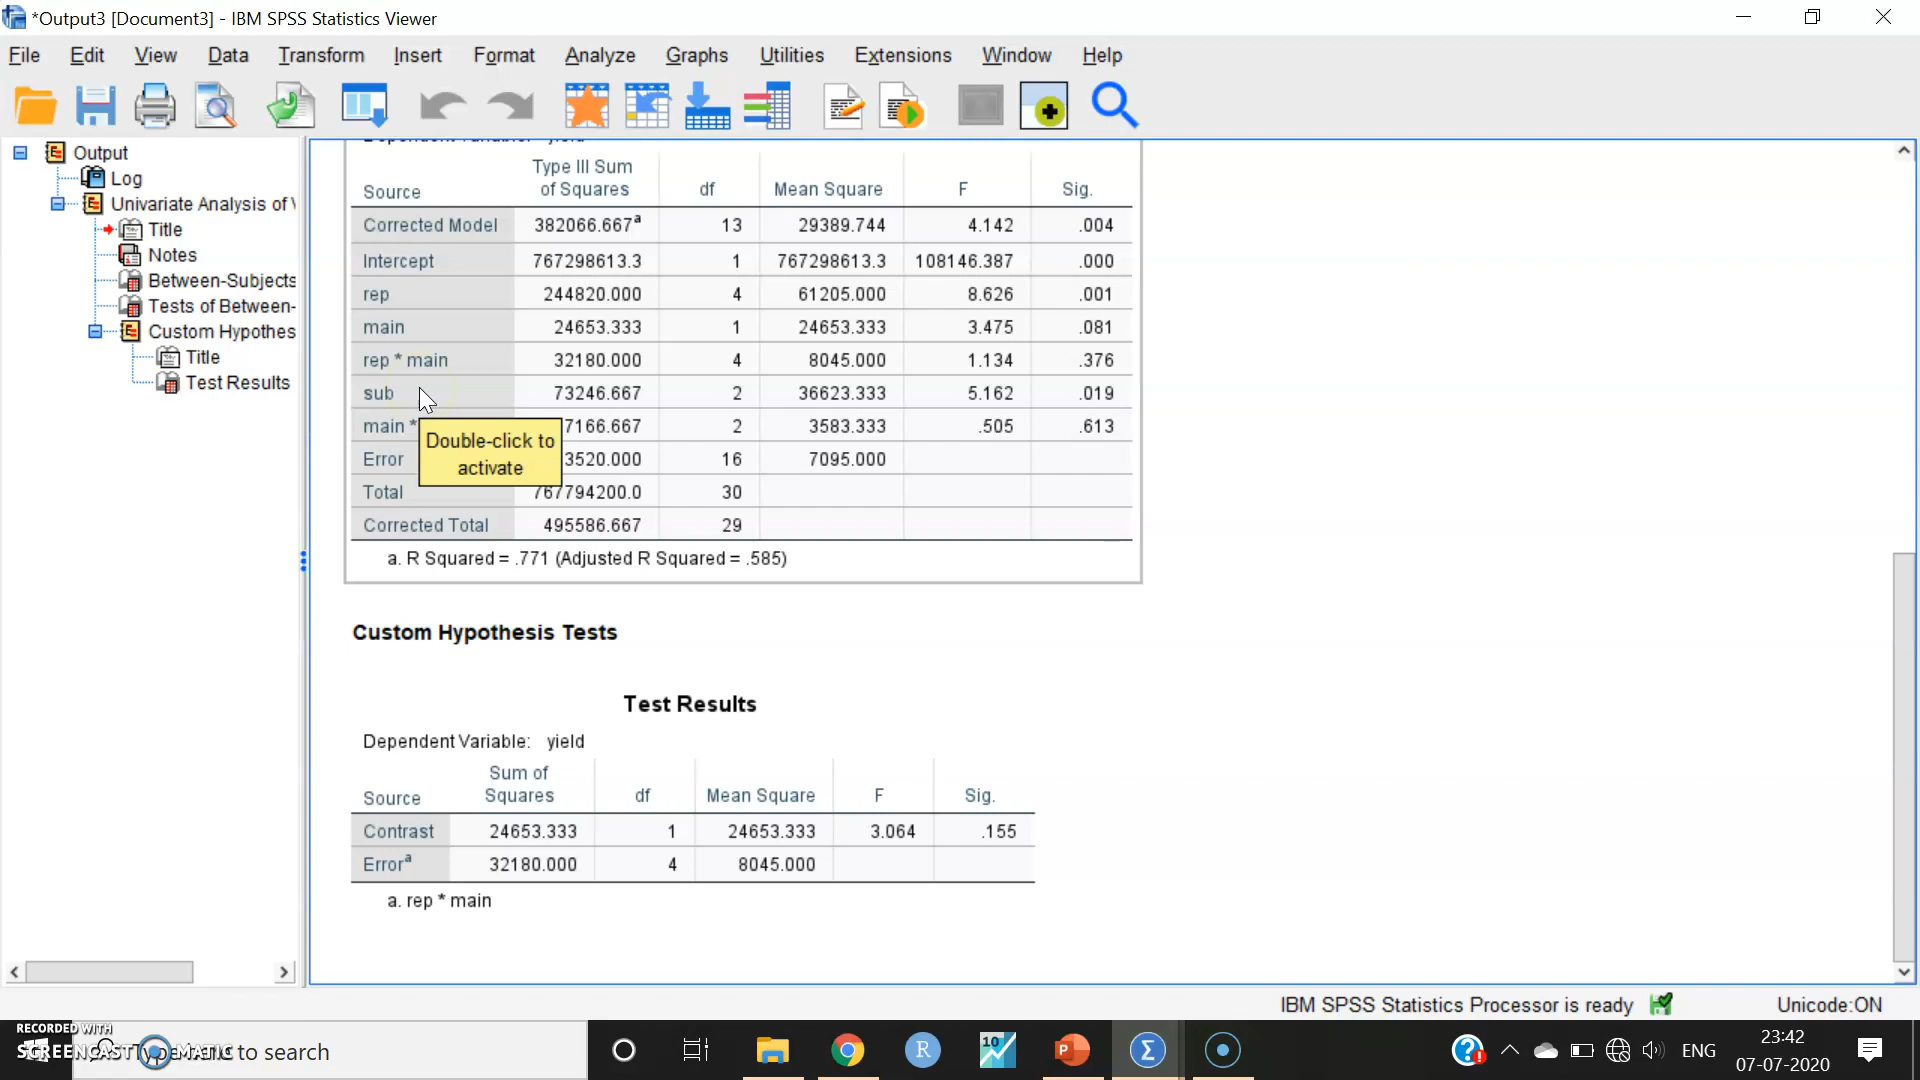 *Output3 [Document3] - IBM SPSS Statistics Viewer
File Edit View Data Transform Insert Format Analyze Graphs Utilities Extensions Window Help
Output
Log
Univariate Analysis of
Title
Notes
Between-Subjects
Tests of Between-
Custom Hypothes
Title
Test Results
Type III Sum
of Squares
Source df Mean Square F Sig.
Corrected Model 382066.667a 13 29389.744 4.142 .004
Intercept 767298613.3 1 767298613.3 108146.387 .000
rep 244820.000 4 61205.000 8.626 .001
main 24653.333 1 24653.333 3.475 .081
rep * main 32180.000 4 8045.000 1.134 .376
sub 73246.667 2 36623.333 5.162 .019
main * 7166.667 2 3583.333 .505 .613
Double-click to
activate
Error 3520.000 16 7095.000
Total 767794200.0 30
Corrected Total 495586.667 29
a. R Squared = .771 (Adjusted R Squared = .585)
Custom Hypothesis Tests
Test Results
Dependent Variable: yield
Sum of
Squares
Source df Mean Square F Sig.
Contrast 24653.333 1 24653.333 3.064 .155
Errora 32180.000 4 8045.000
a. rep * main
IBM SPSS Statistics Processor is ready Unicode:ON
RECORDED WITH
SCREENCAST MATIC
to search
R
10
P
Σ
ENG
23:42
07-07-2020